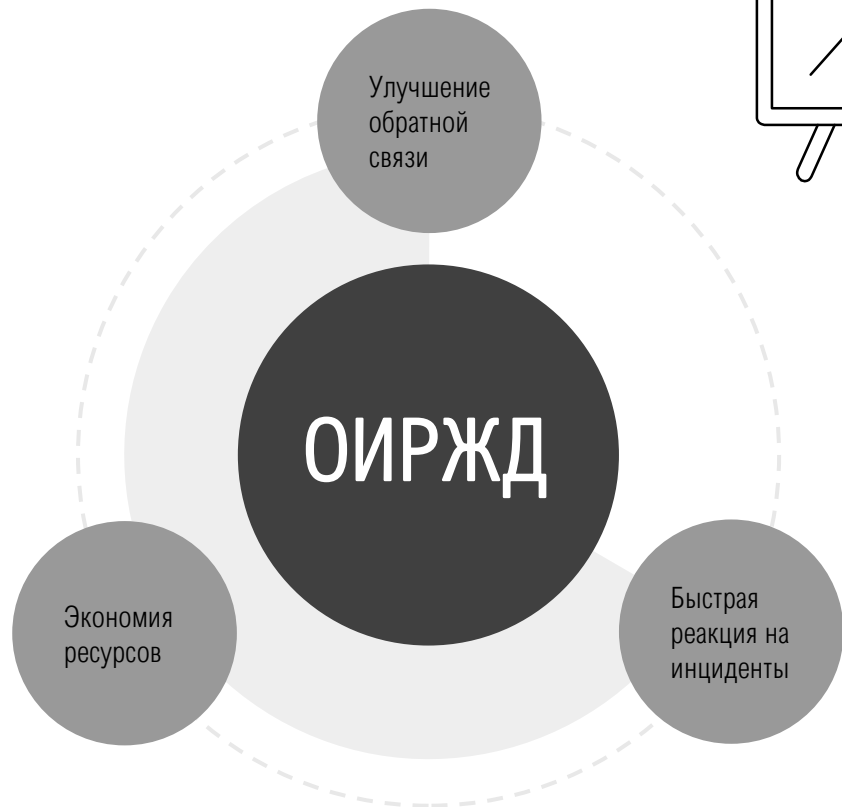 Улучшение
обратной
связи
ОИРЖД
Экономия
ресурсов
Быстрая
реакция на
инциденты